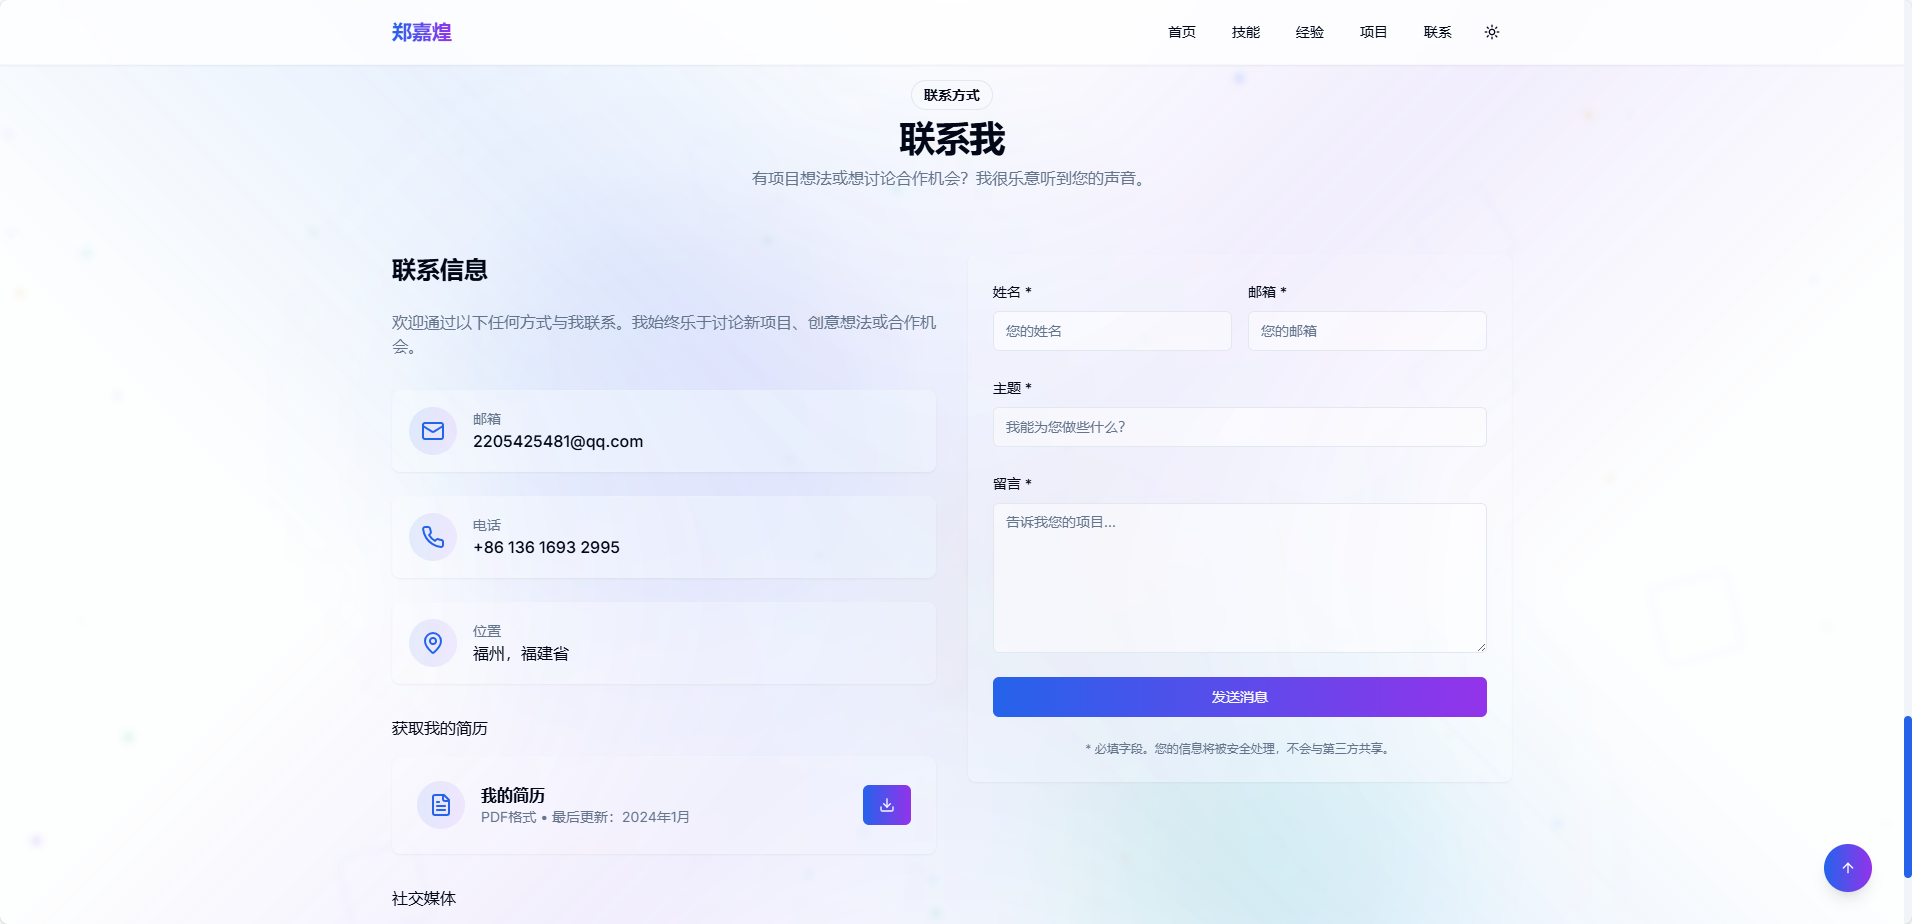 郑嘉煌
首页 技能 经验 项目 联系
联系方式
联系我
有项目想法或想讨论合作机会？我很乐意听到您的声音。
联系信息
欢迎通过以下任何方式与我联系。我始终乐于讨论新项目、创意想法或合作机
会。
邮箱
2205425481@qq.com
电话
+86 136 1693 2995
位置
福州，福建省
获取我的简历
我的简历
PDF格式 • 最后更新：2024年1月
社交媒体
姓名 * 邮箱 *
您的姓名 您的邮箱
主题 *
我能为您做些什么？
留言 *
告诉我您的项目...
发送消息
* 必填字段。您的信息将被安全处理，不会与第三方共享。